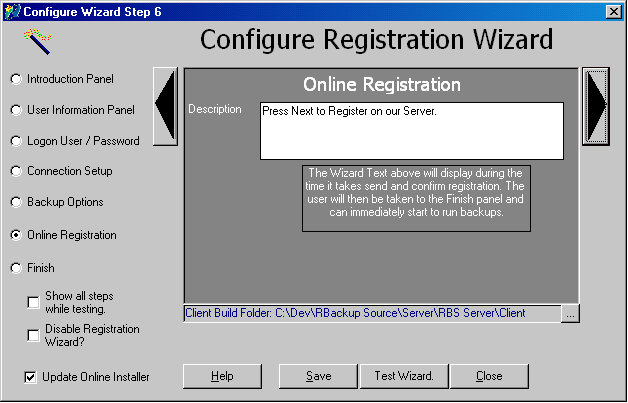 Configure Wizard Step 6
Configure Registration Wizard
Introduction Panel
User Information Panel
Logon User / Password
Connection Setup
Backup Options
Online Registration
Finish
Show all steps
while testing.
Disable Registration
Wizard?
Update Online Installer
Online Registration
Description
Press Next to Register on our Server.
The Wizard Text above will display during the
time it takes send and confirm registration. The
user will then be taken to the Finish panel and
can immediately start to run backups.
Client Build Folder: C:\Dev\RBackup Source\Server\RBS Server\Client
...
Help
Save
Test Wizard.
Close